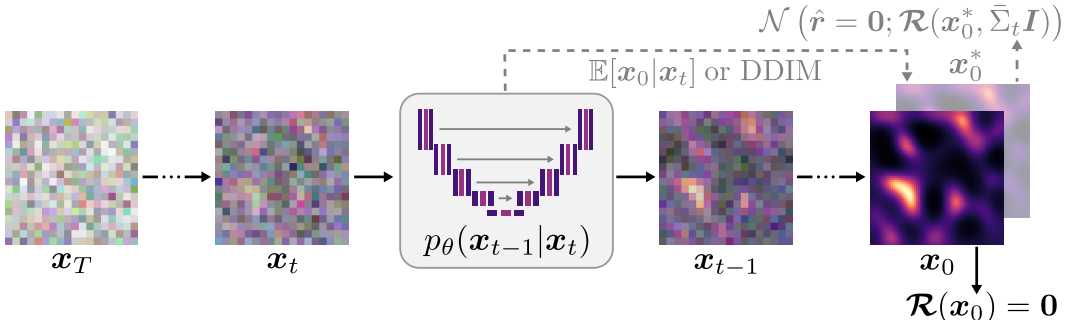 𝒩 (r̂ = 0; 𝓡(x₀*, Σ̄ₜI))
𝔼[x₀|xₜ] or DDIM
x₀*
p_θ(xₜ₋₁|xₜ)
x_T
xₜ
xₜ₋₁
x₀
𝓡(x₀) = 0